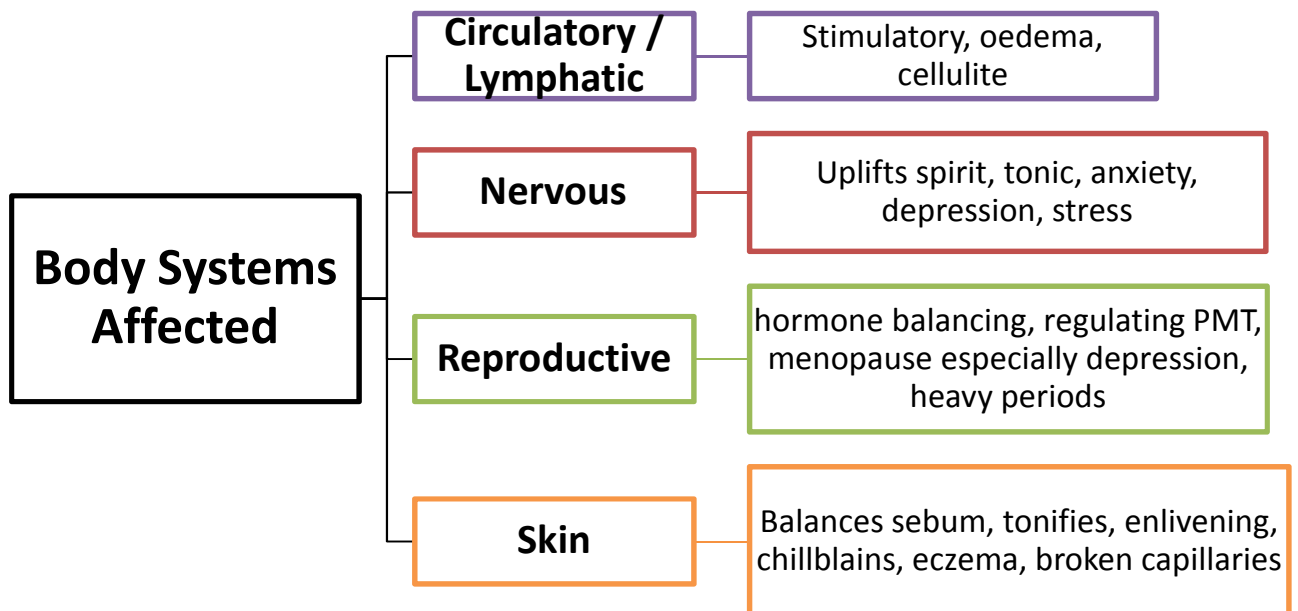 Body Systems
Affected
Circulatory /
Lymphatic
Stimulatory, oedema,
cellulite
Nervous
Uplifts spirit, tonic, anxiety,
depression, stress
Reproductive
hormone balancing, regulating PMT,
menopause especially depression,
heavy periods
Skin
Balances sebum, tonifies, enlivening,
chillblains, eczema, broken capillaries